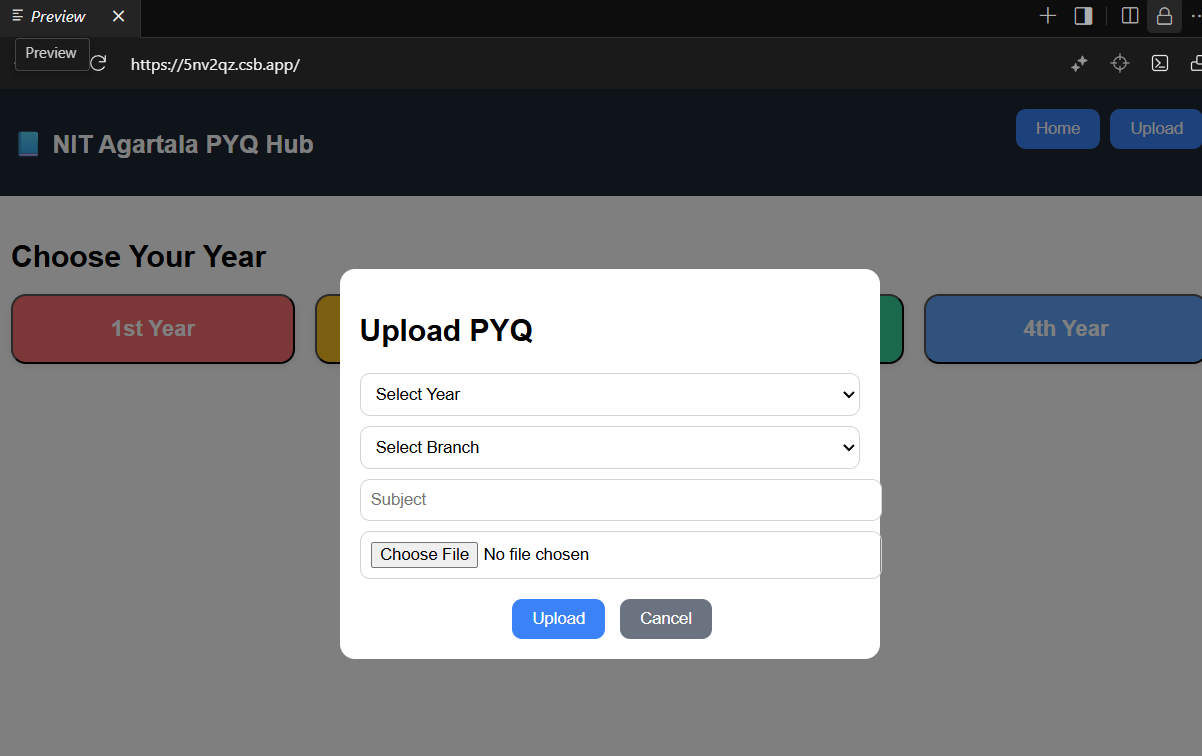 Preview
Preview
https://5nv2qz.csb.app/
NIT Agartala PYQ Hub
Home
Upload
Choose Your Year
1st Year
4th Year
Upload PYQ
Select Year
Select Branch
Subject
Choose File No file chosen
Upload
Cancel